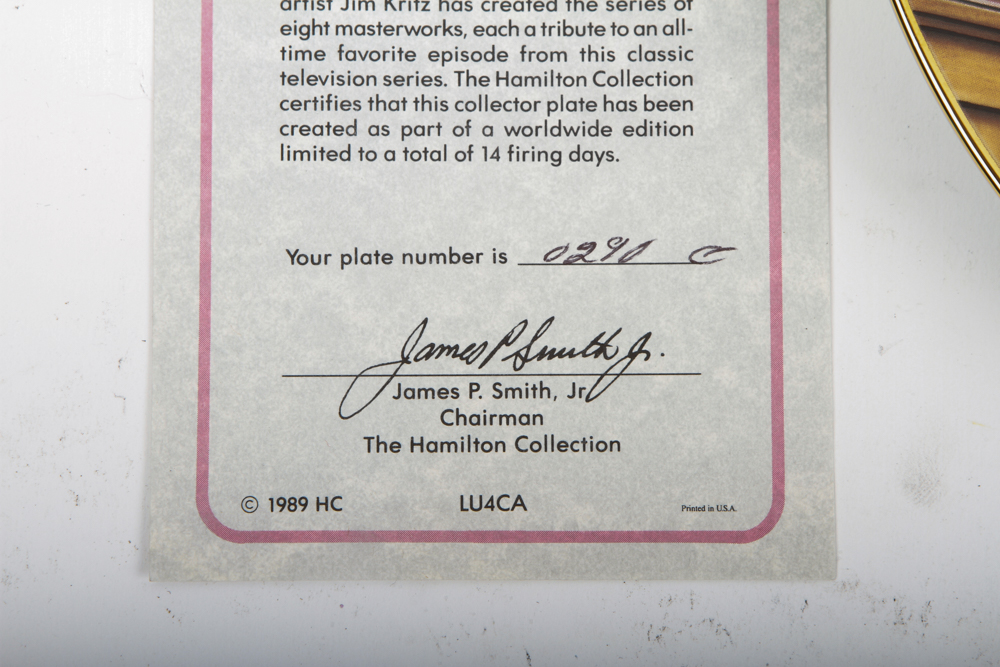 artist Jim Kritz has created the series of
eight masterworks, each a tribute to an all-
time favorite episode from this classic
television series. The Hamilton Collection
certifies that this collector plate has been
created as part of a worldwide edition
limited to a total of 14 firing days.
Your plate number is 0290 C
James P Smith Jr.
James P. Smith, Jr
Chairman
The Hamilton Collection
© 1989 HC LU4CA Printed in U.S.A.